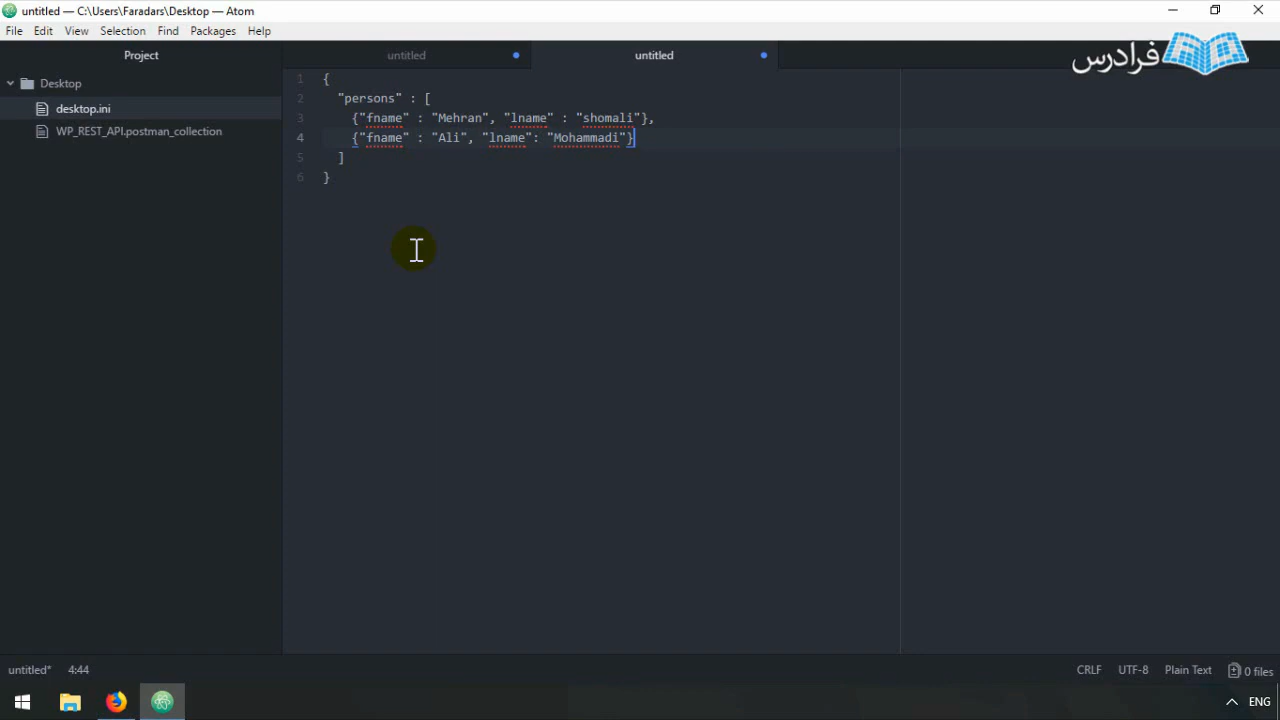 untitled — C:\Users\Faradars\Desktop — Atom
File Edit View Selection Find Packages Help
Project
untitled
untitled
فرادرس
Desktop
desktop.ini
WP_REST_API.postman_collection
1 {
2 "persons" : [
3 {"fname" : "Mehran", "lname" : "shomali"},
4 {"fname" : "Ali", "lname": "Mohammadi"}
5 ]
6 }
untitled* 4:44 CRLF UTF-8 Plain Text 0 files
ENG